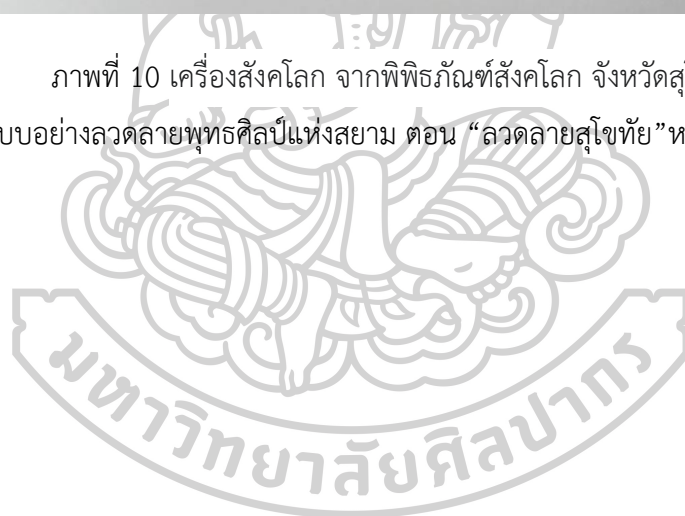 ภาพที่ 10 เครื่องสังคโลก จากพิพิธภัณฑ์สังคโลก จังหวัดสุ
บบอย่างลวดลายพุทธศิลป์แห่งสยาม ตอน “ลวดลายสุโขทัย”ห
มหาวิทยาลัยศิลปากร